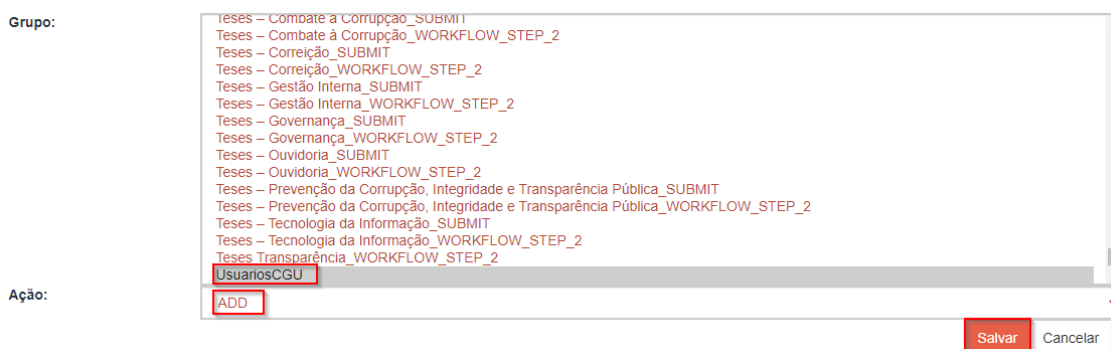 Grupo:
Teses – Combate à Corrupção_SUBMIT
Teses – Combate à Corrupção_WORKFLOW_STEP_2
Teses – Correição_SUBMIT
Teses – Correição_WORKFLOW_STEP_2
Teses – Gestão Interna_SUBMIT
Teses – Gestão Interna_WORKFLOW_STEP_2
Teses – Governança_SUBMIT
Teses – Governança_WORKFLOW_STEP_2
Teses – Ouvidoria_SUBMIT
Teses – Ouvidoria_WORKFLOW_STEP_2
Teses – Prevenção da Corrupção, Integridade e Transparência Pública_SUBMIT
Teses – Prevenção da Corrupção, Integridade e Transparência Pública_WORKFLOW_STEP_2
Teses – Tecnologia da Informação_SUBMIT
Teses – Tecnologia da Informação_WORKFLOW_STEP_2
Teses Transparência_WORKFLOW_STEP_2
UsuariosCGU
Ação:
ADD
Salvar Cancelar